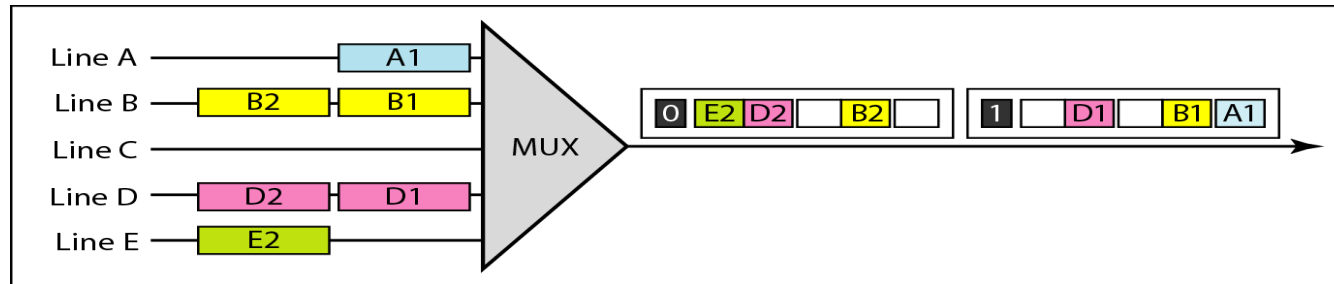 Line A A1
Line B B2 B1
Line C
Line D D2 D1
Line E E2
MUX
0 E2 D2 B2
1 D1 B1 A1